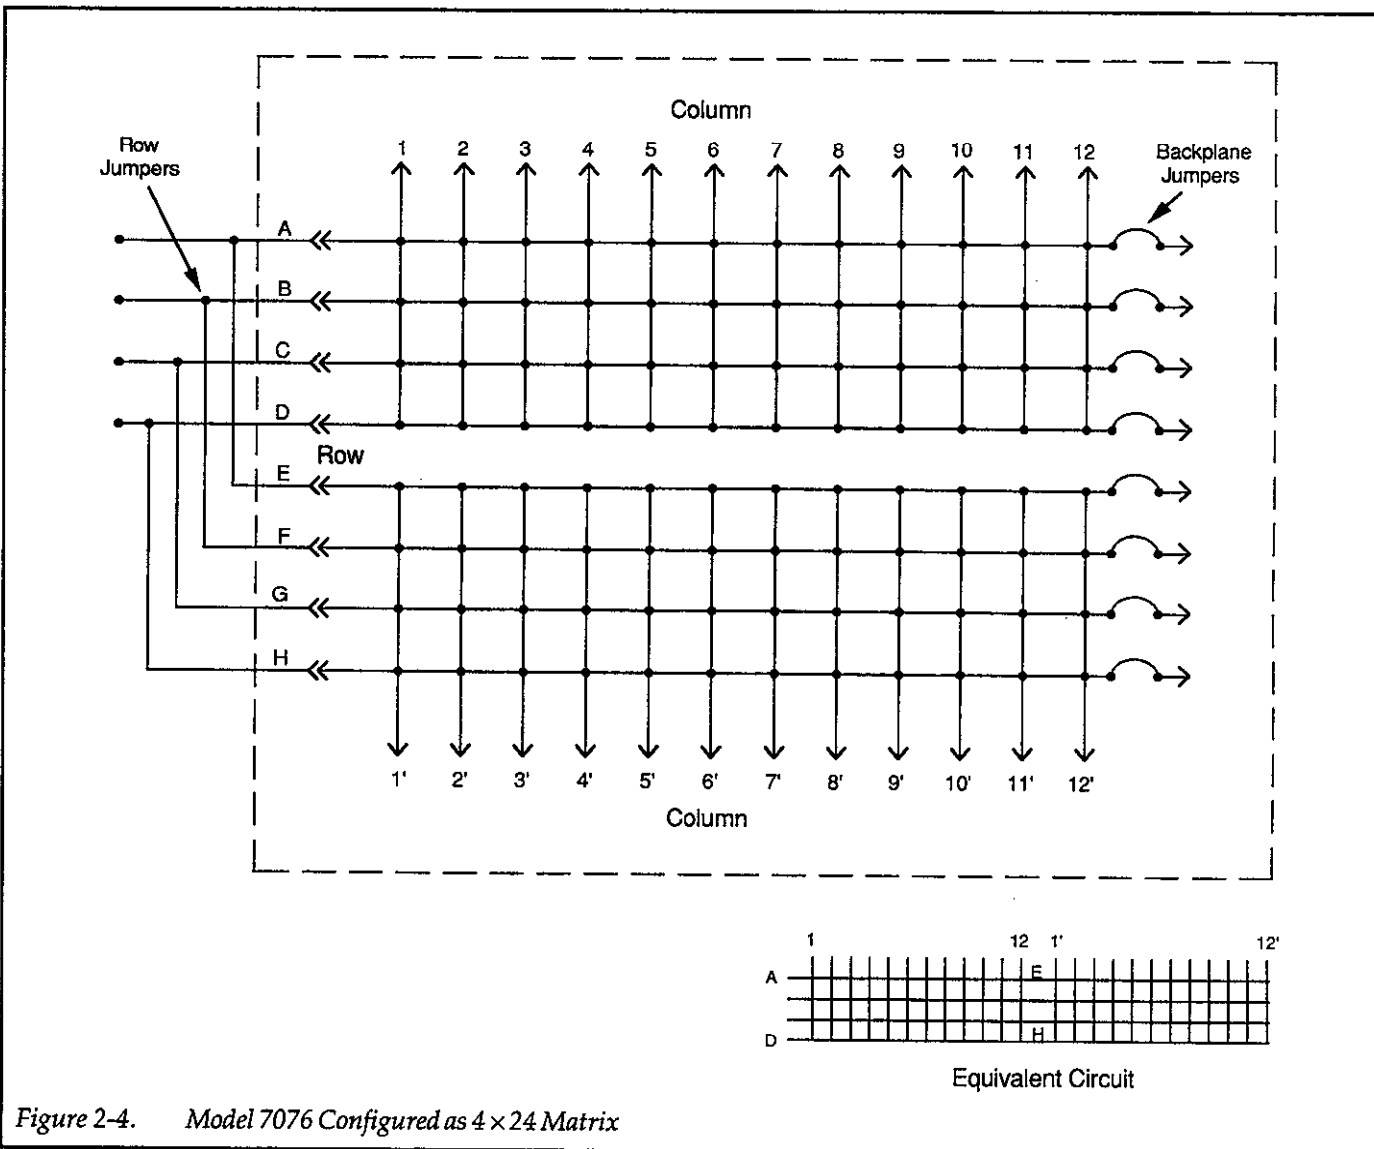 Column
Row
Jumpers
1 2 3 4 5 6 7 8 9 10 11 12
Backplane
Jumpers
A
B
C
D
Row
E
F
G
H
1' 2' 3' 4' 5' 6' 7' 8' 9' 10' 11' 12'
Column
1 12 1' 12'
A E
D H
Equivalent Circuit
Figure 2-4. Model 7076 Configured as 4 × 24 Matrix